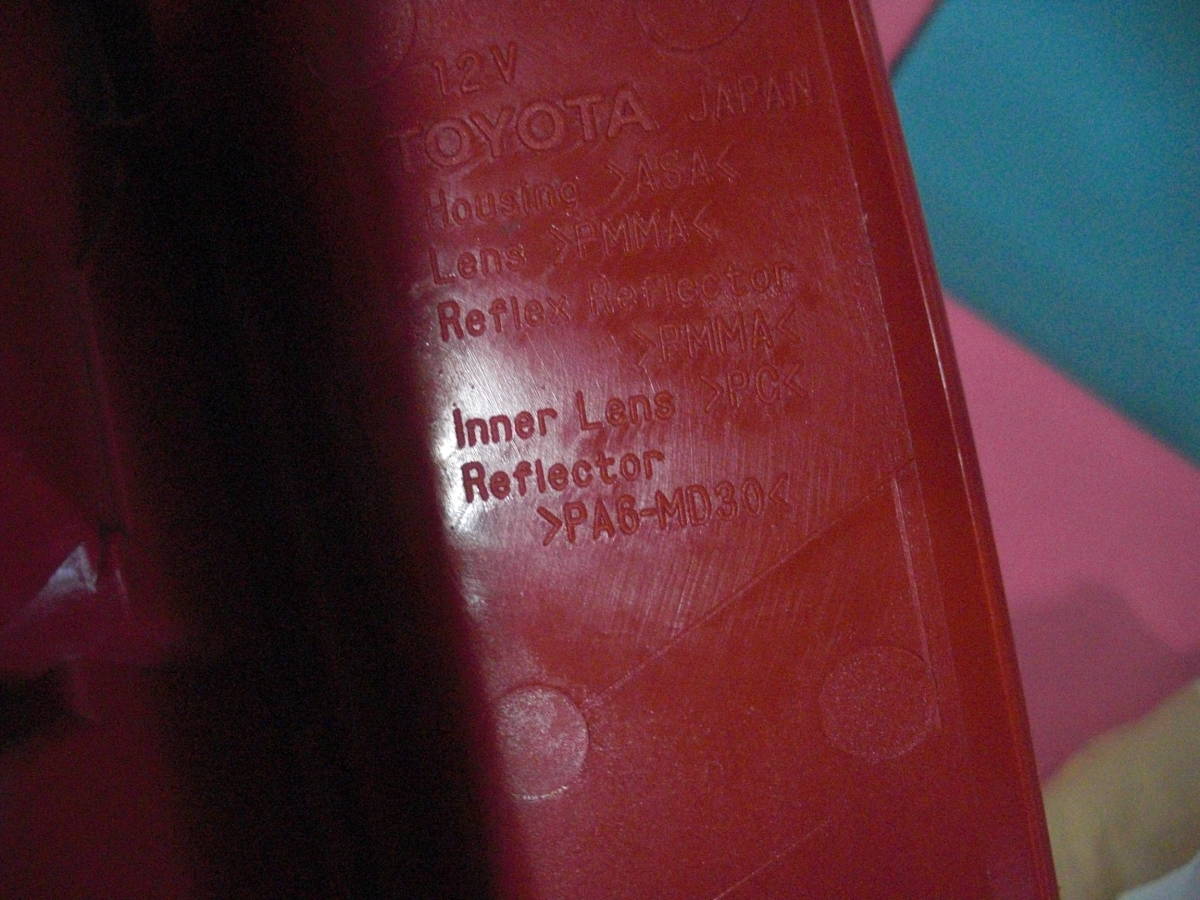 12V
TOYOTA JAPAN
Housing >ASA<
Lens >PMMA<
Reflex Reflector
>PMMA<
Inner Lens >PC<
Reflector
>PA6-MD30<